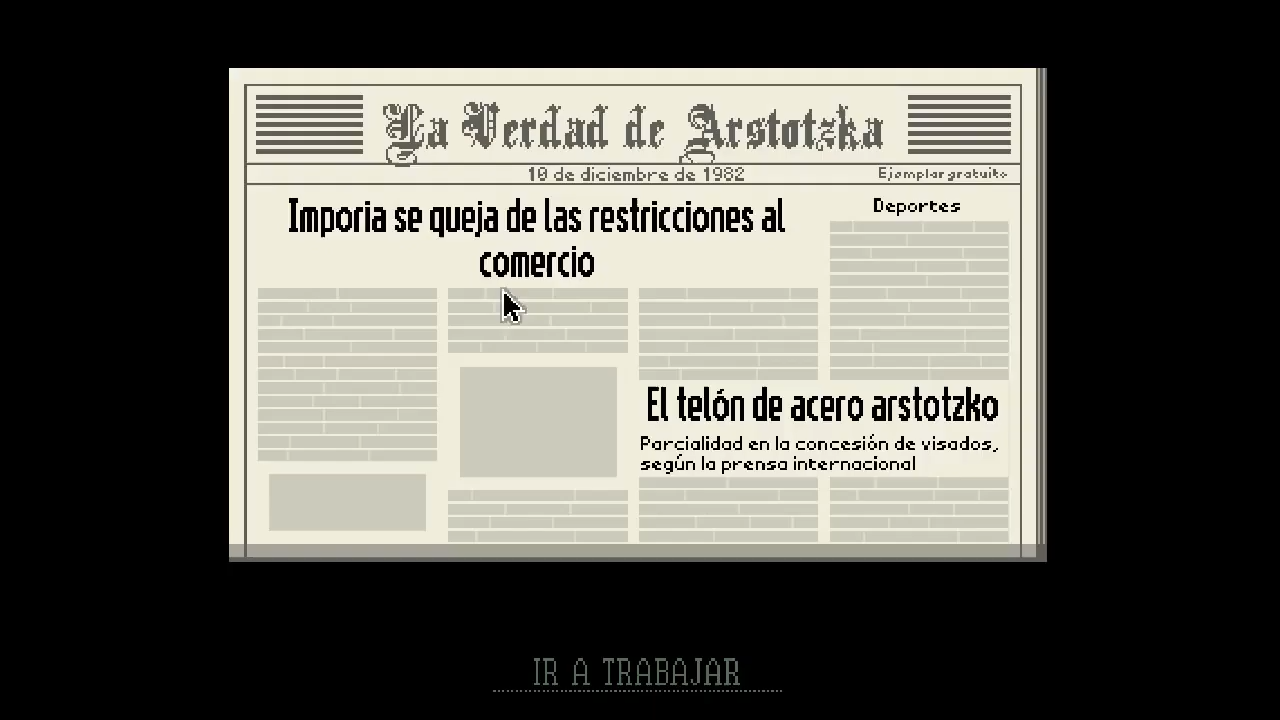 La Verdad de Arstotzka
18 de diciembre de 1982
Ejemplar gratuito
Imporia se queja de las restricciones al
comercio
Deportes
El telón de acero arstotzko
Parcialidad en la concesión de visados,
según la prensa internacional
IR A TRABAJAR